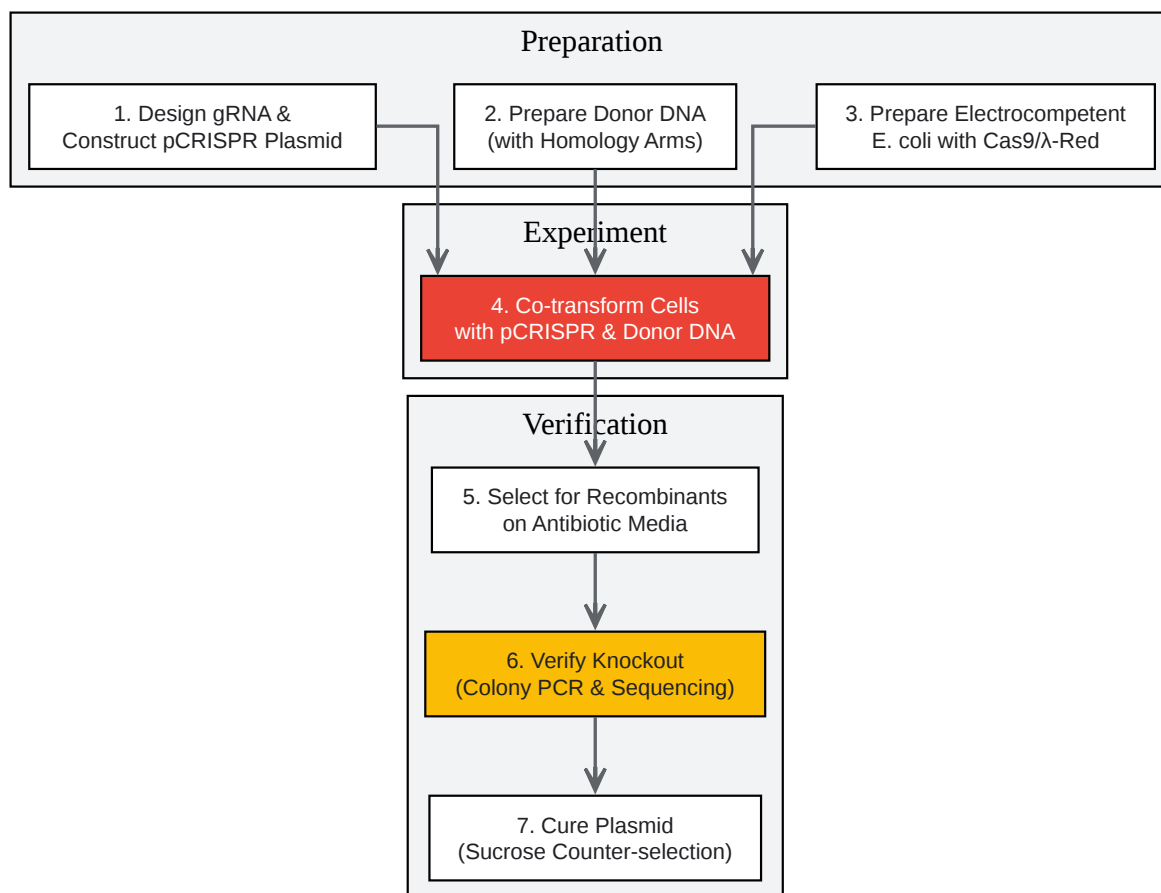 Preparation
1. Design gRNA &
Construct pCRISPR Plasmid
2. Prepare Donor DNA
(with Homology Arms)
3. Prepare Electrocompetent
E. coli with Cas9/λ-Red
Experiment
4. Co-transform Cells
with pCRISPR & Donor DNA
Verification
5. Select for Recombinants
on Antibiotic Media
6. Verify Knockout
(Colony PCR & Sequencing)
7. Cure Plasmid
(Sucrose Counter-selection)